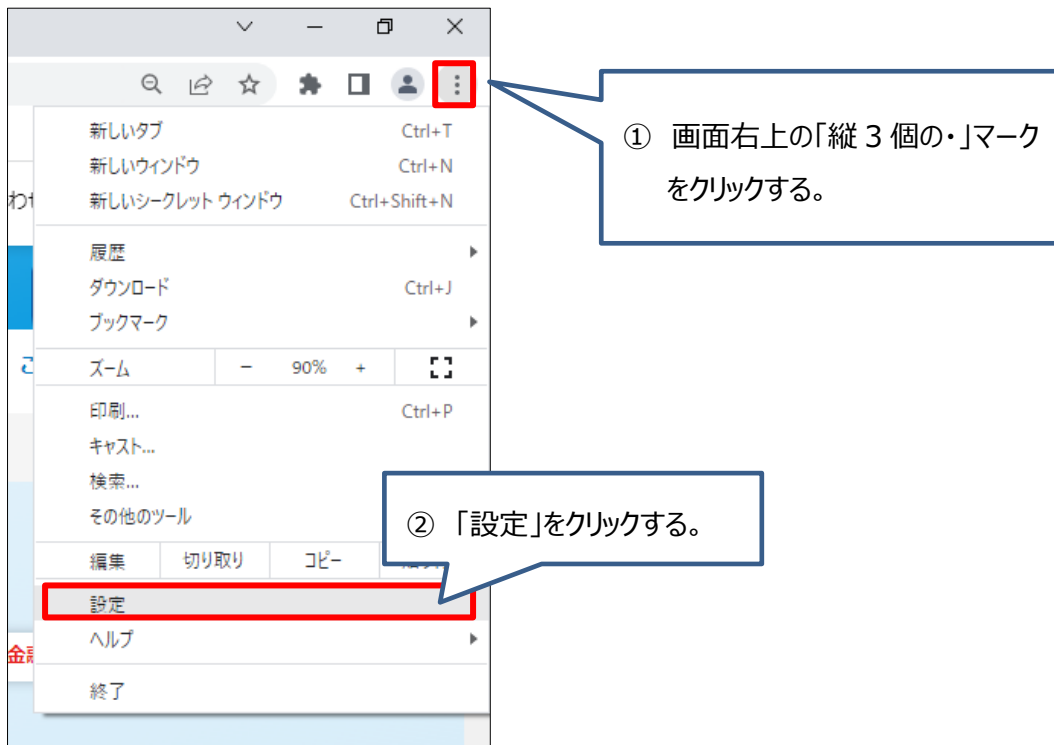 新しいタブ Ctrl+T
新しいウィンドウ Ctrl+N
新しいシークレット ウィンドウ Ctrl+Shift+N
履歴
ダウンロード Ctrl+J
ブックマーク
ズーム － 90% +
印刷... Ctrl+P
キャスト...
検索...
その他のツール
編集 切り取り コピー
設定
ヘルプ
終了
① 画面右上の「縦 3 個の・」マーク
をクリックする。
② 「設定」をクリックする。